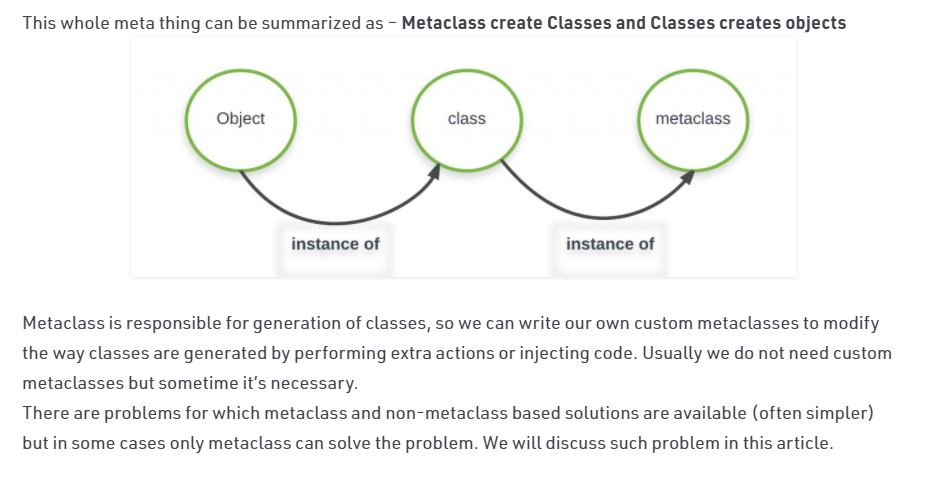 This whole meta thing can be summarized as – Metaclass create Classes and Classes creates objects
Object
class
metaclass
instance of
instance of
Metaclass is responsible for generation of classes, so we can write our own custom metaclasses to modify
the way classes are generated by performing extra actions or injecting code. Usually we do not need custom
metaclasses but sometime it's necessary.
There are problems for which metaclass and non-metaclass based solutions are available (often simpler)
but in some cases only metaclass can solve the problem. We will discuss such problem in this article.